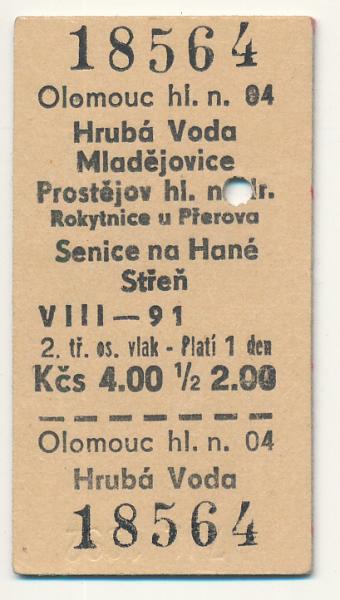 18564
Olomouc hl. n. 04
Hrubá Voda
Mladějovice
Prostějov hl. n dr.
Rokytnice u Přerova
Senice na Hané
Střeň
VIII — 91
2. tř. os. vlak - Platí 1 den
Kčs 4.00 ½ 2.00
Olomouc hl. n. 04
Hrubá Voda
18564